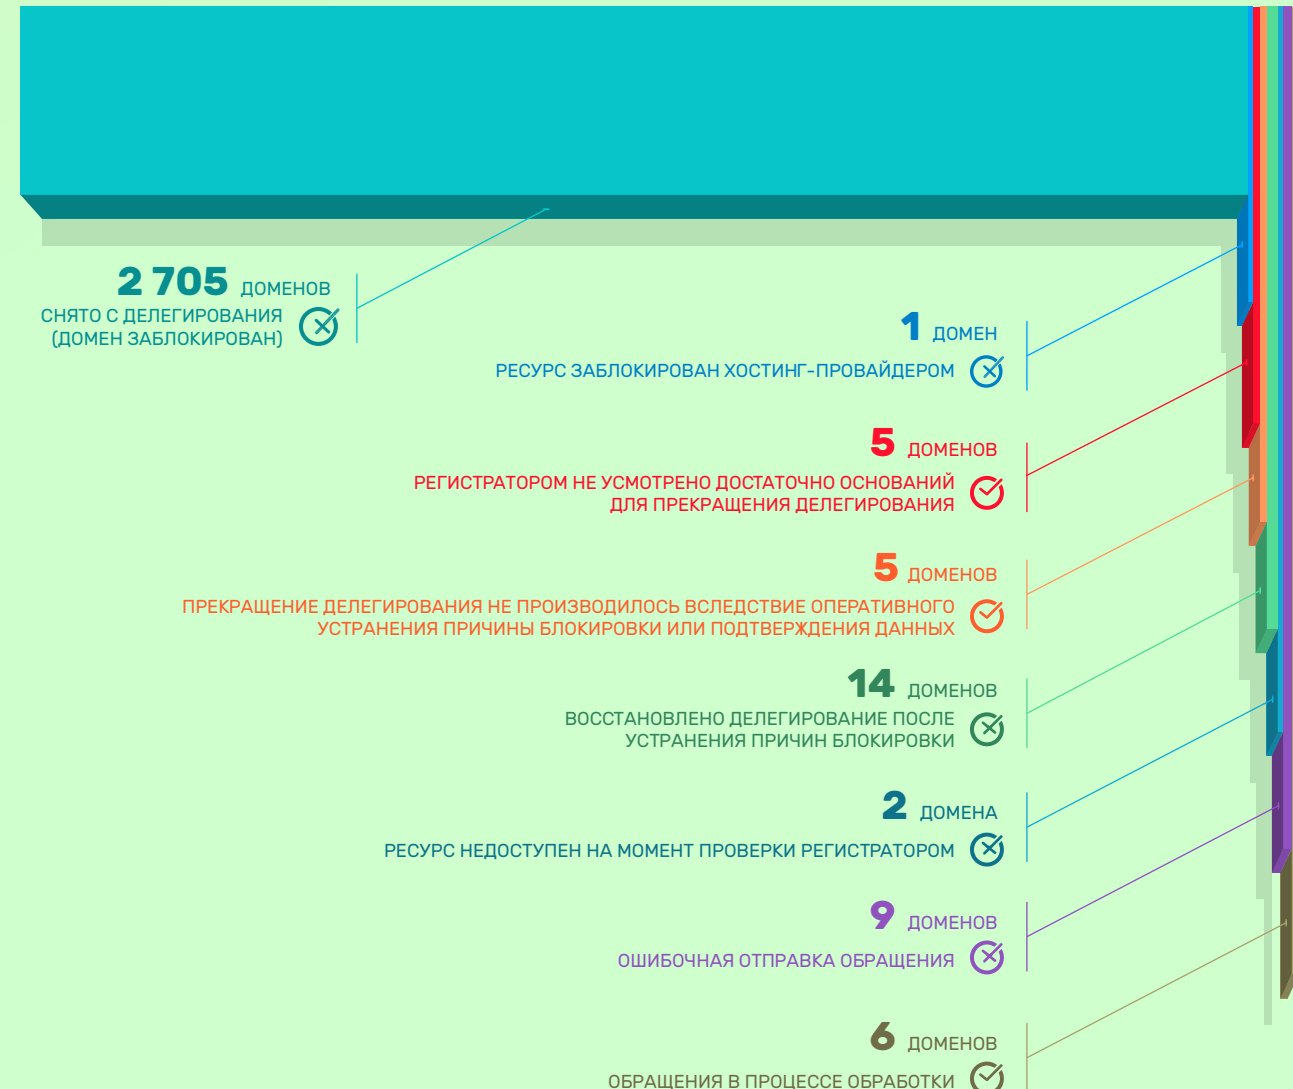 2 705 ДОМЕНОВ
СНЯТО С ДЕЛЕГИРОВАНИЯ
(ДОМЕН ЗАБЛОКИРОВАН)
1 ДОМЕН
РЕСУРС ЗАБЛОКИРОВАН ХОСТИНГ-ПРОВАЙДЕРОМ
5 ДОМЕНОВ
РЕГИСТРАТОРОМ НЕ УСМОТРЕНО ДОСТАТОЧНО ОСНОВАНИЙ
ДЛЯ ПРЕКРАЩЕНИЯ ДЕЛЕГИРОВАНИЯ
5 ДОМЕНОВ
ПРЕКРАЩЕНИЕ ДЕЛЕГИРОВАНИЯ НЕ ПРОИЗВОДИЛОСЬ ВСЛЕДСТВИЕ ОПЕРАТИВНОГО
УСТРАНЕНИЯ ПРИЧИНЫ БЛОКИРОВКИ ИЛИ ПОДТВЕРЖДЕНИЯ ДАННЫХ
14 ДОМЕНОВ
ВОССТАНОВЛЕНО ДЕЛЕГИРОВАНИЕ ПОСЛЕ
УСТРАНЕНИЯ ПРИЧИН БЛОКИРОВКИ
2 ДОМЕНА
РЕСУРС НЕДОСТУПЕН НА МОМЕНТ ПРОВЕРКИ РЕГИСТРАТОРОМ
9 ДОМЕНОВ
ОШИБОЧНАЯ ОТПРАВКА ОБРАЩЕНИЯ
6 ДОМЕНОВ
ОБРАЩЕНИЯ В ПРОЦЕССЕ ОБРАБОТКИ